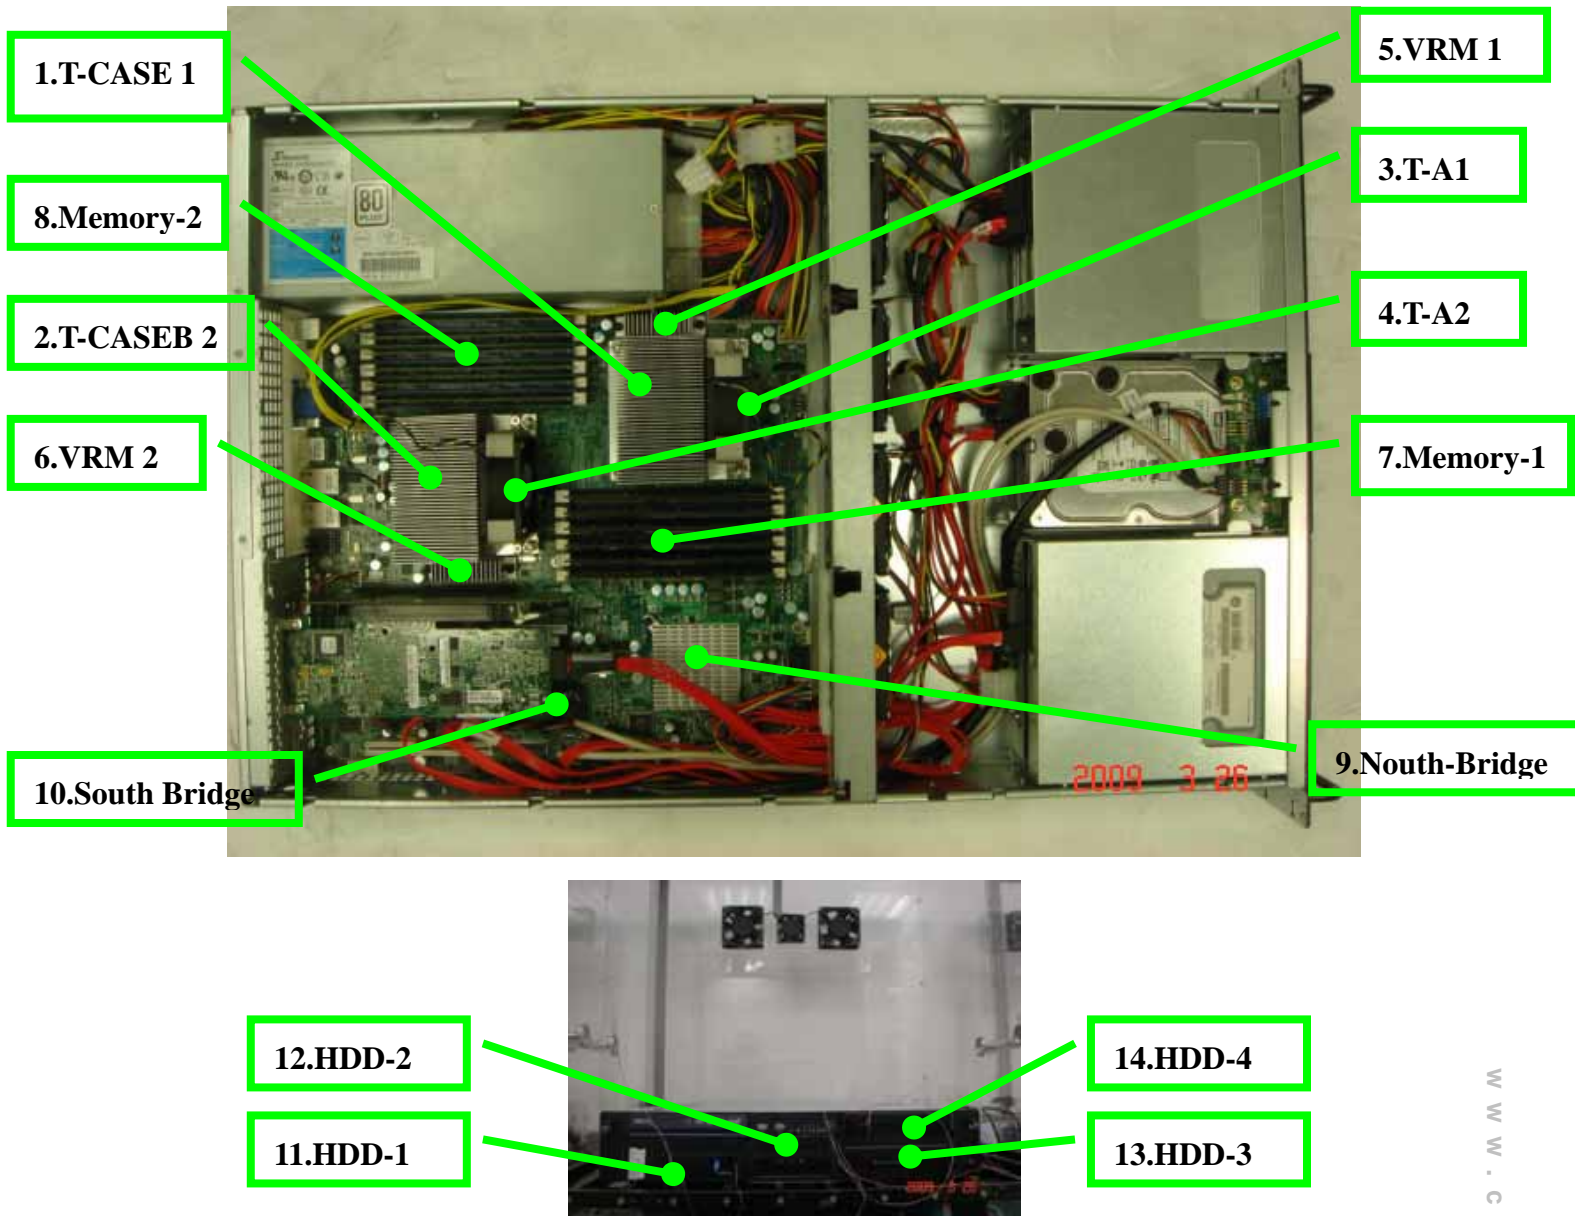 1.T-CASE 1
5.VRM 1
3.T-A1
8.Memory-2
80
PLUS
4.T-A2
2.T-CASEB 2
6.VRM 2
7.Memory-1
9.Nouth-Bridge
10.South Bridge
2009 3 26
12.HDD-2
14.HDD-4
11.HDD-1
13.HDD-3
www.c